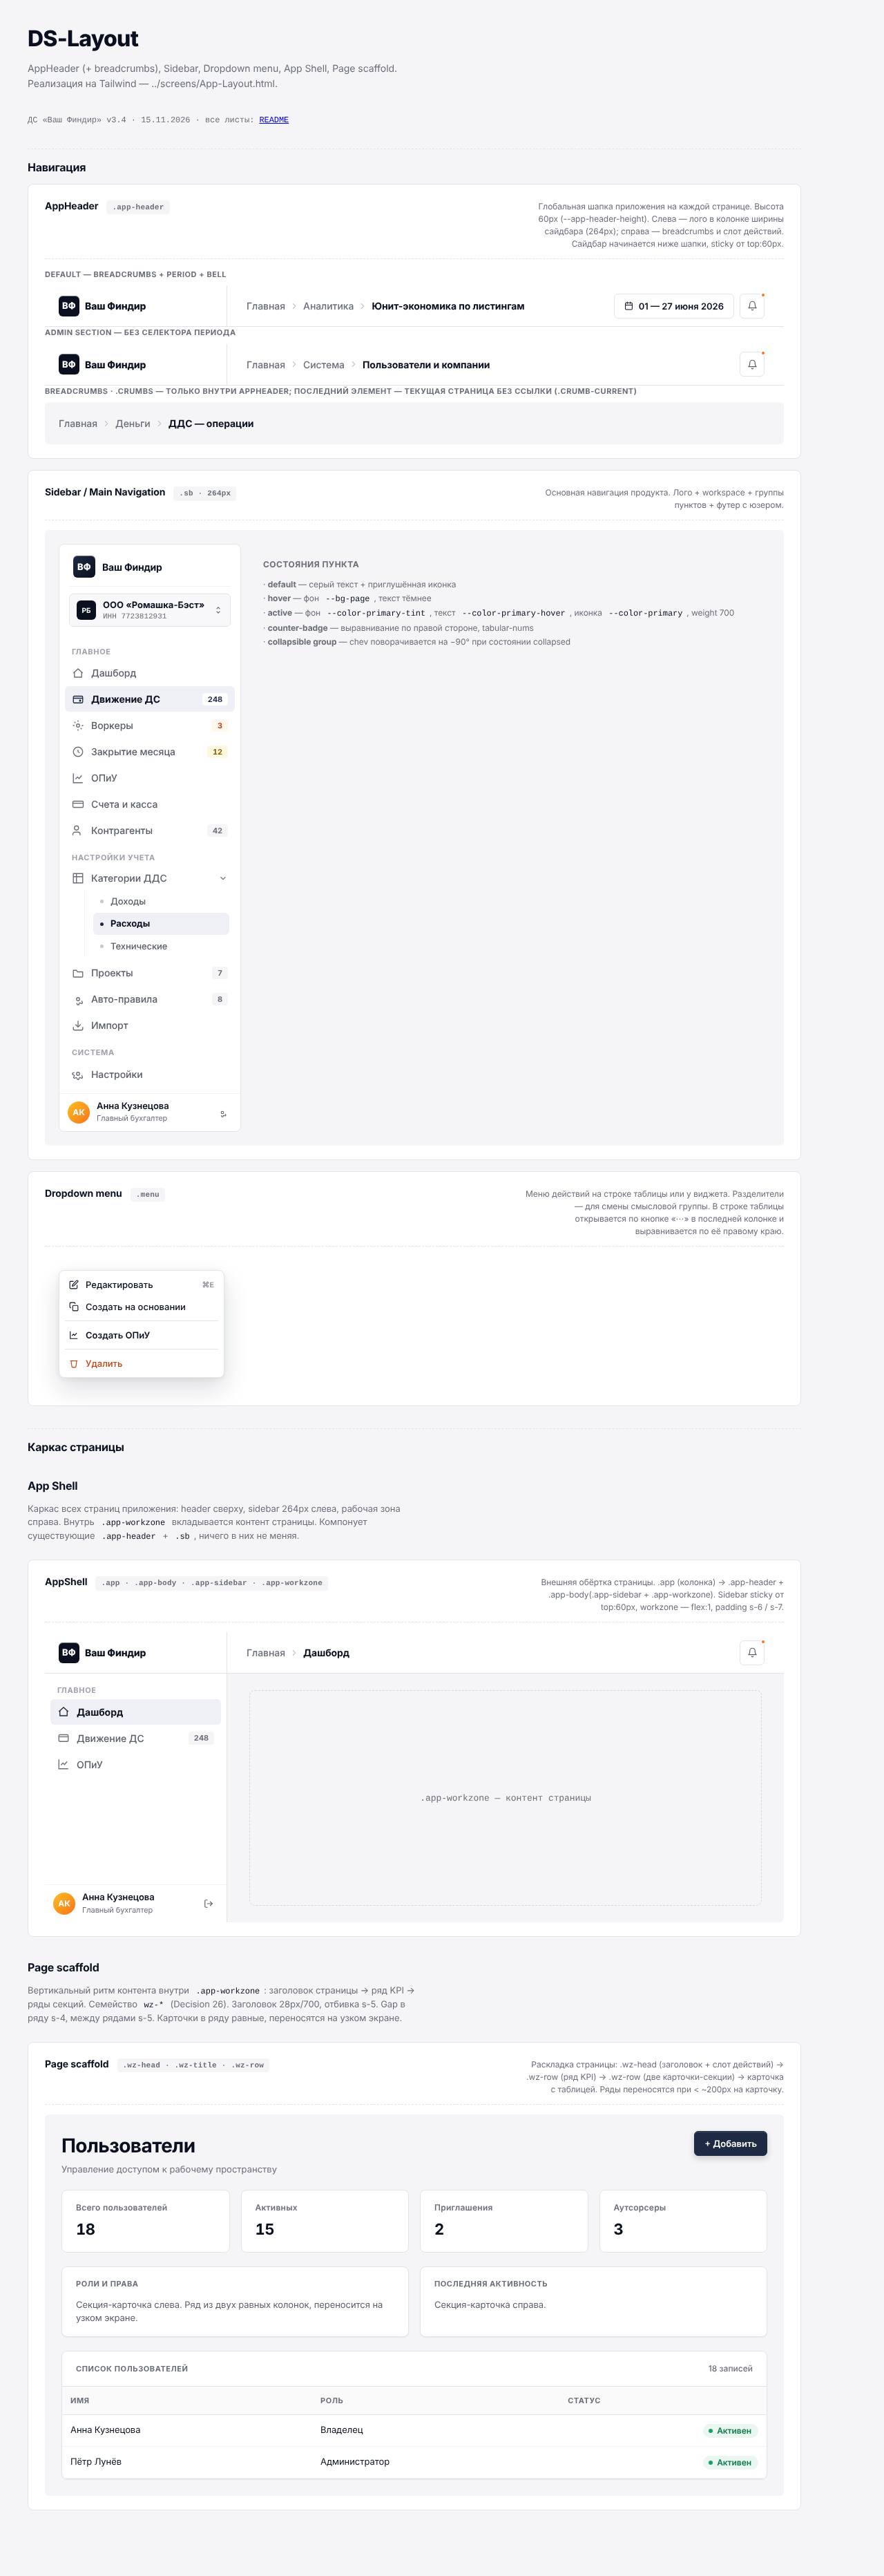 DS-Layout
AppHeader (+ breadcrumbs), Sidebar, Dropdown menu, App Shell, Page scaffold.
Реализация на Tailwind — ../screens/App-Layout.html.
ДС «Ваш Финдир» v3.4 · 15.11.2026 · все листы: README
Навигация
AppHeader .app-header
Глобальная шапка приложения на каждой странице. Высота
60px (--app-header-height). Слева — лого в колонке ширины
сайдбара (264px); справа — breadcrumbs и слот действий.
Сайдбар начинается ниже шапки, sticky от top:60px.
DEFAULT — BREADCRUMBS + PERIOD + BELL
ВФ Ваш Финдир Главная Аналитика Юнит-экономика по листингам 01 — 27 июня 2026
ADMIN SECTION — БЕЗ СЕЛЕКТОРА ПЕРИОДА
ВФ Ваш Финдир Главная Система Пользователи и компании
BREADCRUMBS · .CRUMBS — ТОЛЬКО ВНУТРИ APPHEADER; ПОСЛЕДНИЙ ЭЛЕМЕНТ — ТЕКУЩАЯ СТРАНИЦА БЕЗ ССЫЛКИ (.CRUMB-CURRENT)
Главная Деньги ДДС — операции
Sidebar / Main Navigation .sb · 264px
Основная навигация продукта. Лого + workspace + группы
пунктов + футер с юзером.
ВФ Ваш Финдир
РБ ООО «Ромашка-Бэст»
ИНН 7723812931
ГЛАВНОЕ
Дашборд
Движение ДС 248
Воркеры 3
Закрытие месяца 12
ОПиУ
Счета и касса
Контрагенты 42
НАСТРОЙКИ УЧЕТА
Категории ДДС
Доходы
Расходы
Технические
Проекты 7
Авто-правила 8
Импорт
СИСТЕМА
Настройки
АК Анна Кузнецова
Главный бухгалтер
СОСТОЯНИЯ ПУНКТА
· default — серый текст + приглушённая иконка
· hover — фон --bg-page , текст тёмнее
· active — фон --color-primary-tint , текст --color-primary-hover , иконка --color-primary , weight 700
· counter-badge — выравнивание по правой стороне, tabular-nums
· collapsible group — chev поворачивается на −90° при состоянии collapsed
Dropdown menu .menu
Меню действий на строке таблицы или у виджета. Разделители
— для смены смысловой группы. В строке таблицы
открывается по кнопке «···» в последней колонке и
выравнивается по её правому краю.
Редактировать ⌘E
Создать на основании
Создать ОПиУ
Удалить
Каркас страницы
App Shell
Каркас всех страниц приложения: header сверху, sidebar 264px слева, рабочая зона
справа. Внутрь .app-workzone вкладывается контент страницы. Компонует
существующие .app-header + .sb , ничего в них не меняя.
AppShell .app · .app-body · .app-sidebar · .app-workzone
Внешняя обёртка страницы. .app (колонка) → .app-header +
.app-body(.app-sidebar + .app-workzone). Sidebar sticky от
top:60px, workzone — flex:1, padding s-6 / s-7.
ВФ Ваш Финдир Главная Дашборд
ГЛАВНОЕ
Дашборд
Движение ДС 248
ОПиУ
.app-workzone — контент страницы
АК Анна Кузнецова
Главный бухгалтер
Page scaffold
Вертикальный ритм контента внутри .app-workzone : заголовок страницы → ряд KPI →
ряды секций. Семейство wz-* (Decision 26). Заголовок 28px/700, отбивка s-5. Gap в
ряду s-4, между рядами s-5. Карточки в ряду равные, переносятся на узком экране.
Page scaffold .wz-head · .wz-title · .wz-row
Раскладка страницы: .wz-head (заголовок + слот действий) →
.wz-row (ряд KPI) → .wz-row (две карточки-секции) → карточка
с таблицей. Ряды переносятся при < ~200px на карточку.
Пользователи + Добавить
Управление доступом к рабочему пространству
Всего пользователей Активных Приглашения Аутсорсеры
18 15 2 3
РОЛИ И ПРАВА
Секция-карточка слева. Ряд из двух равных колонок, переносится на
узком экране.
ПОСЛЕДНЯЯ АКТИВНОСТЬ
Секция-карточка справа.
СПИСОК ПОЛЬЗОВАТЕЛЕЙ 18 записей
ИМЯ РОЛЬ СТАТУС
Анна Кузнецова Владелец Активен
Пётр Лунёв Администратор Активен